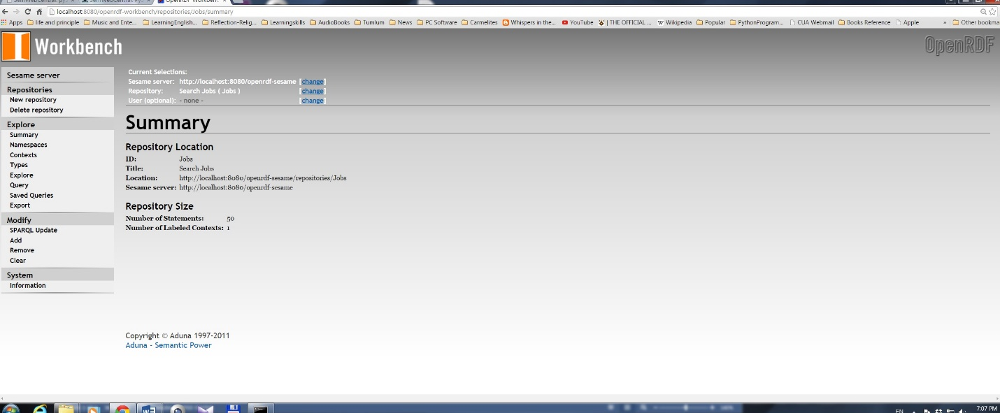 SemWebCentral: Py... × SemWebCentral: Py... × OpenRDF Workben... ×
localhost:8080/openrdf-workbench/repositories/Jobs/summary
Apps life and principle Music and Ente... LearningEnglish... Reflection-Relig... Learningskills AudioBooks Tumlum News PC Software Carmelites Whispers in the... YouTube | THE OFFICIAL ... Wikipedia Popular PythonProgram... CUA Webmail Books Reference Apple » Other bookma
Workbench
OpenRDF
Sesame server
Repositories
New repository
Delete repository
Explore
Summary
Namespaces
Contexts
Types
Explore
Query
Saved Queries
Export
Modify
SPARQL Update
Add
Remove
Clear
System
Information
Current Selections:
Sesame server: http://localhost:8080/openrdf-sesame [change]
Repository: Search Jobs ( Jobs ) [change]
User (optional): - none - [change]
Summary
Repository Location
ID: Jobs
Title: Search Jobs
Location: http://localhost:8080/openrdf-sesame/repositories/Jobs
Sesame server: http://localhost:8080/openrdf-sesame
Repository Size
Number of Statements: 50
Number of Labeled Contexts: 1
Copyright © Aduna 1997-2011
Aduna - Semantic Power
EN 7:07 PM